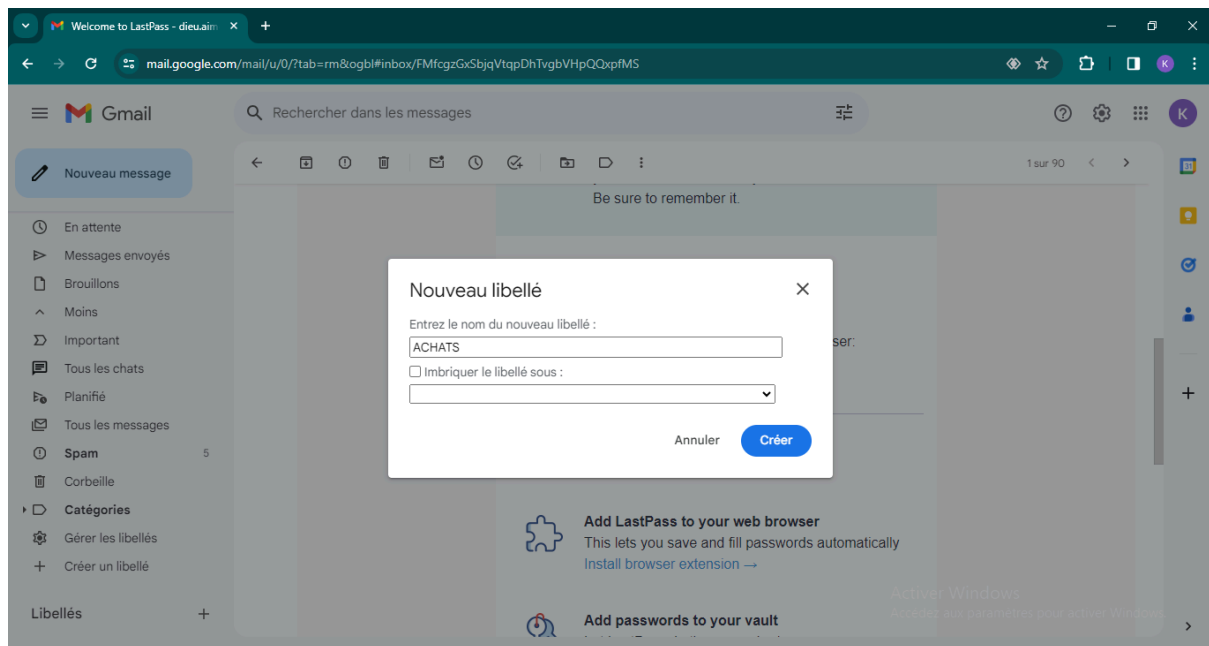 Welcome to LastPass - dieu.aim
mail.google.com/mail/u/0/?tab=rm&ogbl#inbox/FMfcgzGxSbjqVtqpDhTvgbVHpQQxpfMS
K
Gmail
Rechercher dans les messages
K
Nouveau message
1 sur 90
31
Be sure to remember it.
En attente
Messages envoyés
Brouillons
Moins
Important
Tous les chats
Planifié
Tous les messages
Spam 5
Corbeille
Catégories
Gérer les libellés
Créer un libellé
Libellés
Nouveau libellé
Entrez le nom du nouveau libellé :
ser:
ACHATS
Imbriquer le libellé sous :
Annuler Créer
Add LastPass to your web browser
This lets you save and fill passwords automatically
Install browser extension →
Add passwords to your vault
Activer Windows
Accédez aux paramètres pour activer Windows.